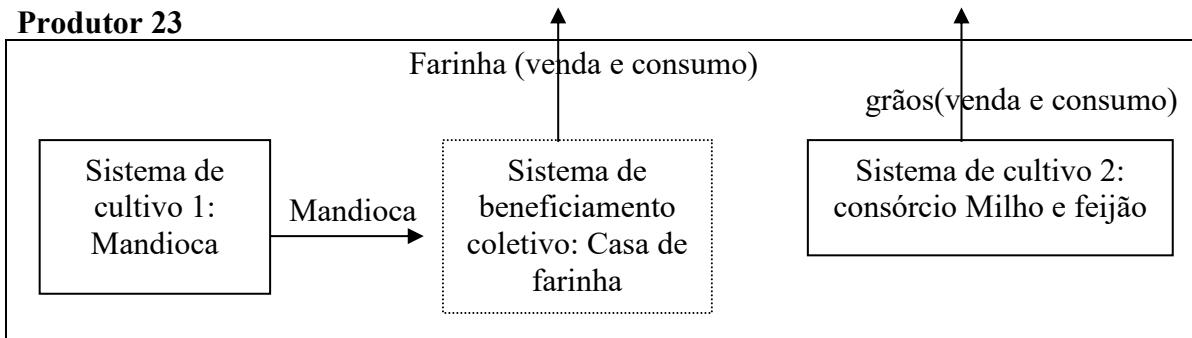 Produtor 23
Farinha (venda e consumo)
grãos(venda e consumo)
Sistema de
cultivo 1:
Mandioca
Mandioca
Sistema de
beneficiamento
coletivo: Casa de
farinha
Sistema de cultivo 2:
consórcio Milho e feijão